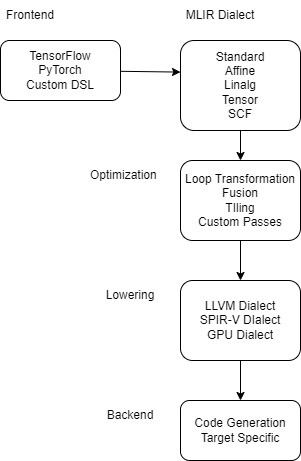 Frontend
MLIR Dialect
TensorFlow
PyTorch
Custom DSL
Standard
Affine
Linalg
Tensor
SCF
Optimization
Loop Transformation
Fusion
TIling
Custom Passes
Lowering
LLVM Dialect
SPIR-V DIalect
GPU Dialect
Backend
Code Generation
Target Specific